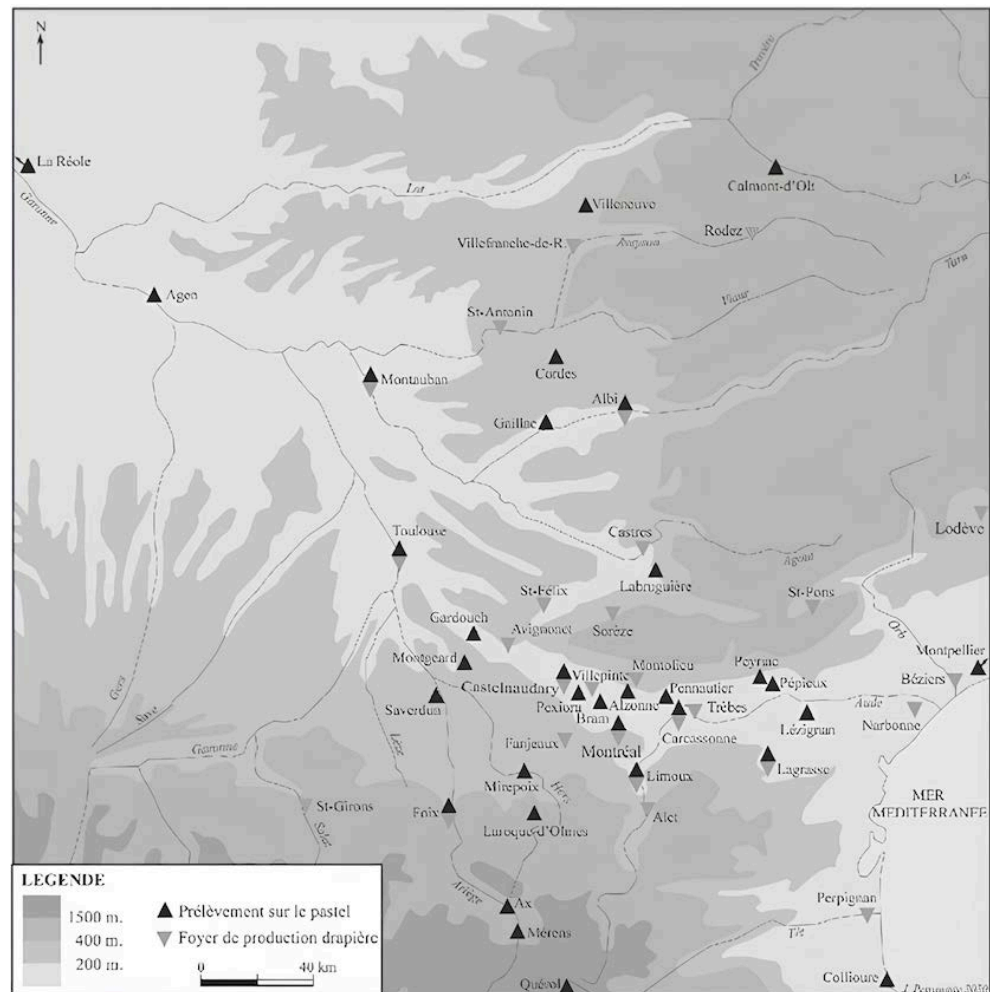 N
Truyère
La Réole
Calmont-d'Olt
Lot
Lot
Garonne
Villeneuve
Rodez
Villefranche-de-R.
Aveyron
Tarn
Agen
Viaur
St-Antonin
Cordes
Montauban
Albi
Gaillac
Toulouse
Castres
Lodève
Agout
Labruguière
St-Félix
St-Pons
Gardouch
Avignonet
Sorèze
Orb
Montgeard
Montolieu
Peyriac
Montpellier
Castelnaudary
Villepinte
Pennautier
Pépieux
Béziers
Gers
Save
Saverdun
Pexiora
Alzonne
Trèbes
Aude
Bram
Lézignan
Narbonne
Garonne
Lèze
Fanjeaux
Montréal
Carcassonne
Limoux
Lagrasse
Mirepoix
Hers
MER
MEDITERRANEE
St-Girons
Salat
Foix
Laroque-d'Olmes
Alet
LEGENDE
1500 m.
400 m.
200 m.
Prélèvement sur le pastel
Foyer de production drapière
0 40 km
Ariège
Ax
Mérens
Perpignan
Têt
Quérol
Collioure